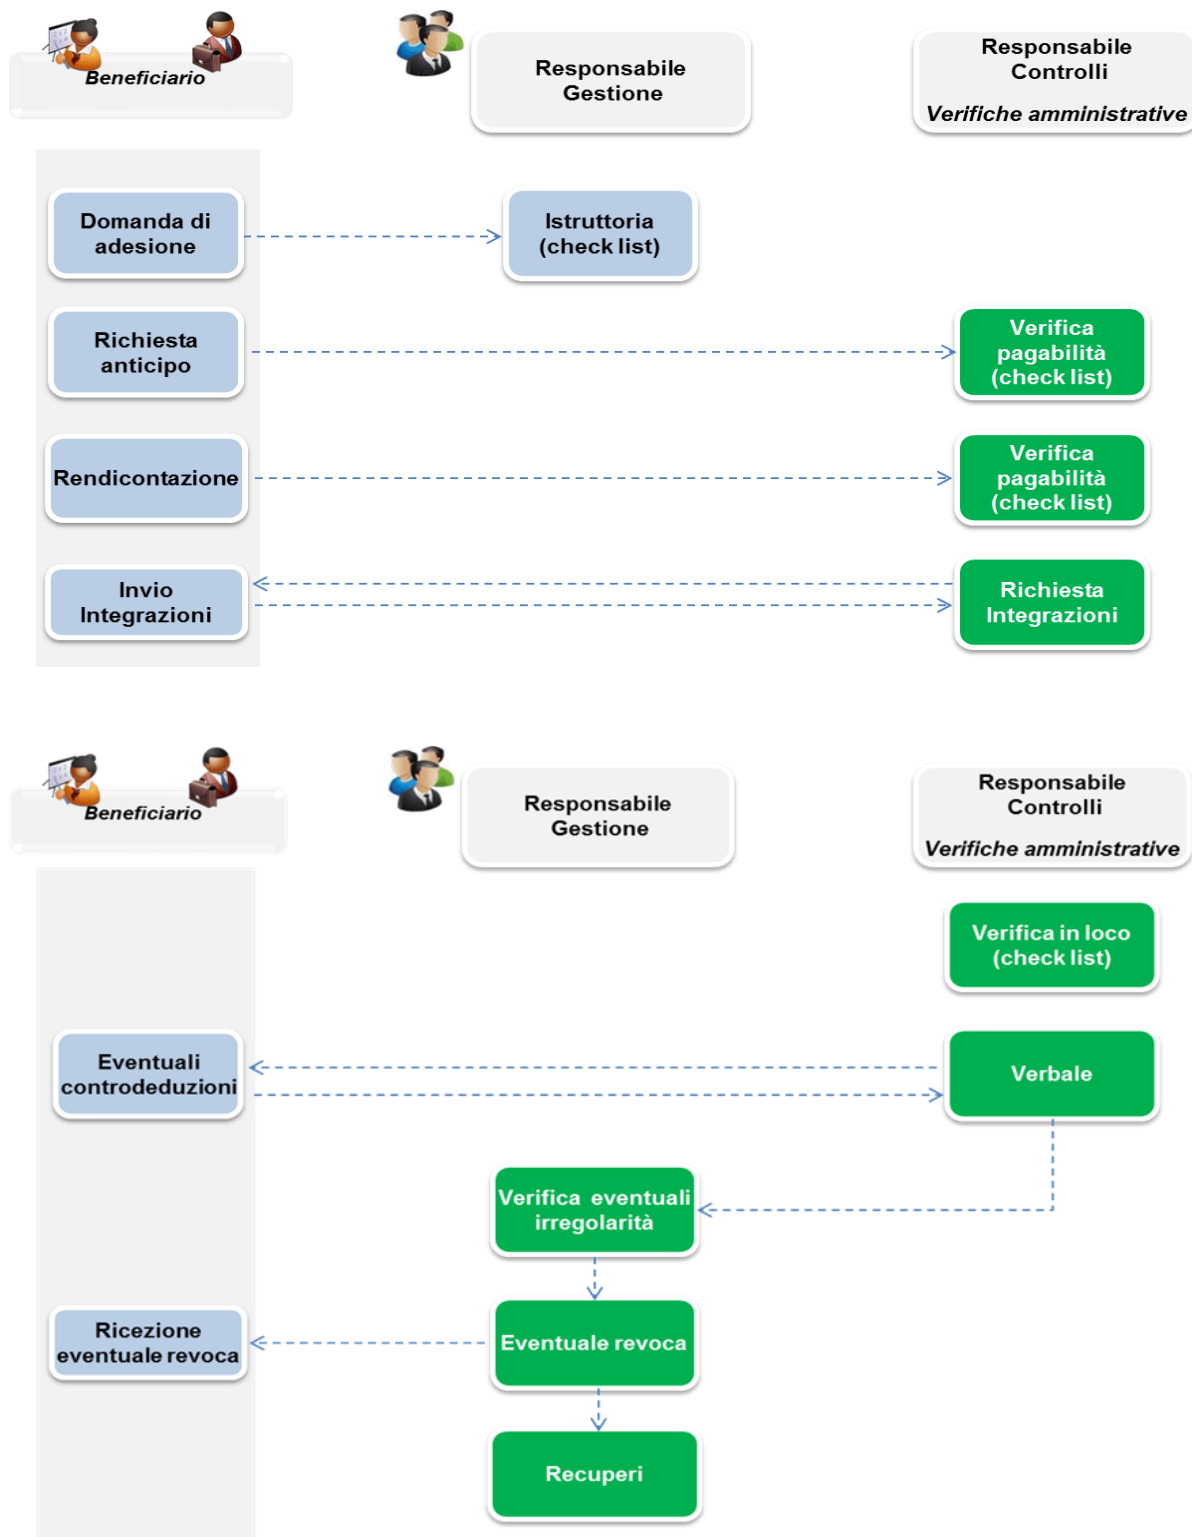 Beneficiario
Responsabile
Gestione
Responsabile
Controlli
Verifiche amministrative
Domanda di
adesione
Istruttoria
(check list)
Richiesta
anticipo
Verifica
pagabilità
(check list)
Rendicontazione
Verifica
pagabilità
(check list)
Invio
Integrazioni
Richiesta
Integrazioni
Beneficiario
Responsabile
Gestione
Responsabile
Controlli
Verifiche amministrative
Verifica in loco
(check list)
Eventuali
controdeduzioni
Verbale
Verifica eventuali
irregolarità
Ricezione
eventuale revoca
Eventuale revoca
Recuperi